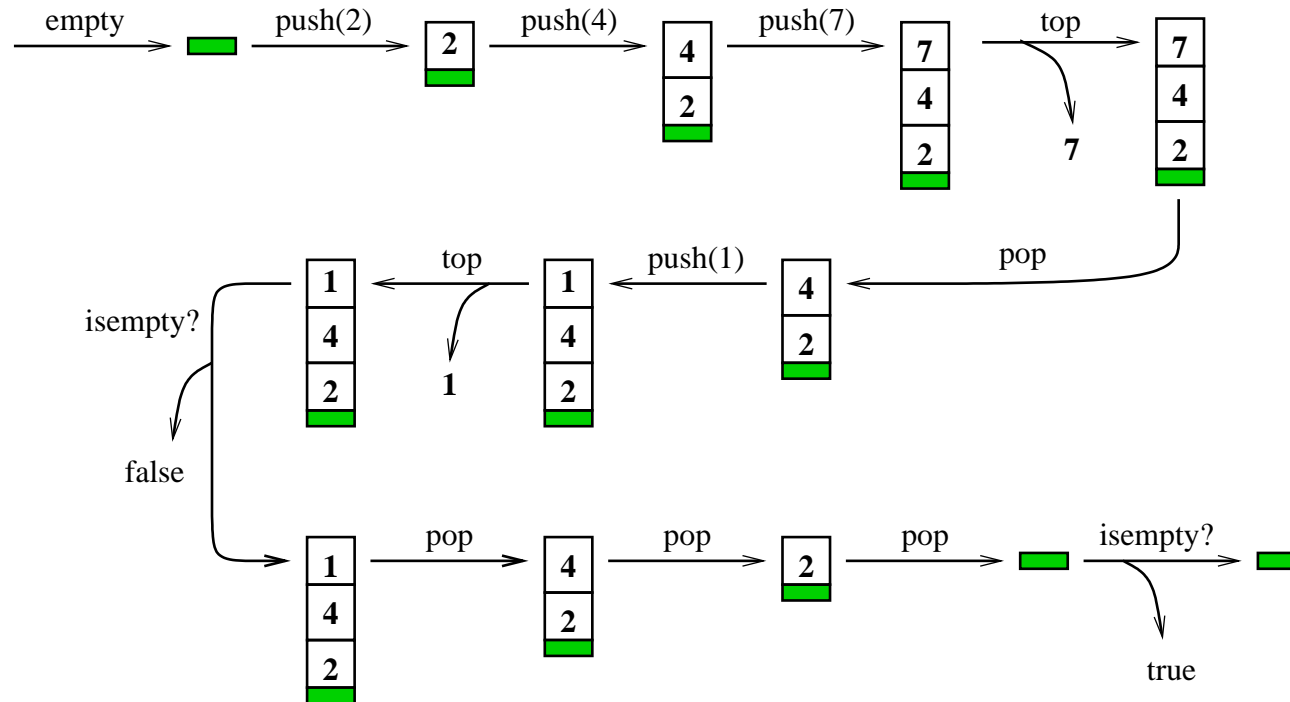 empty push(2) push(4) push(7) top
2 4 7 7
2 4 4
2 2
7
pop
top push(1)
isempty? 1 1 4
4 4 2
2 2
1
false
pop pop pop isempty?
1 4 2
4 2
2
true